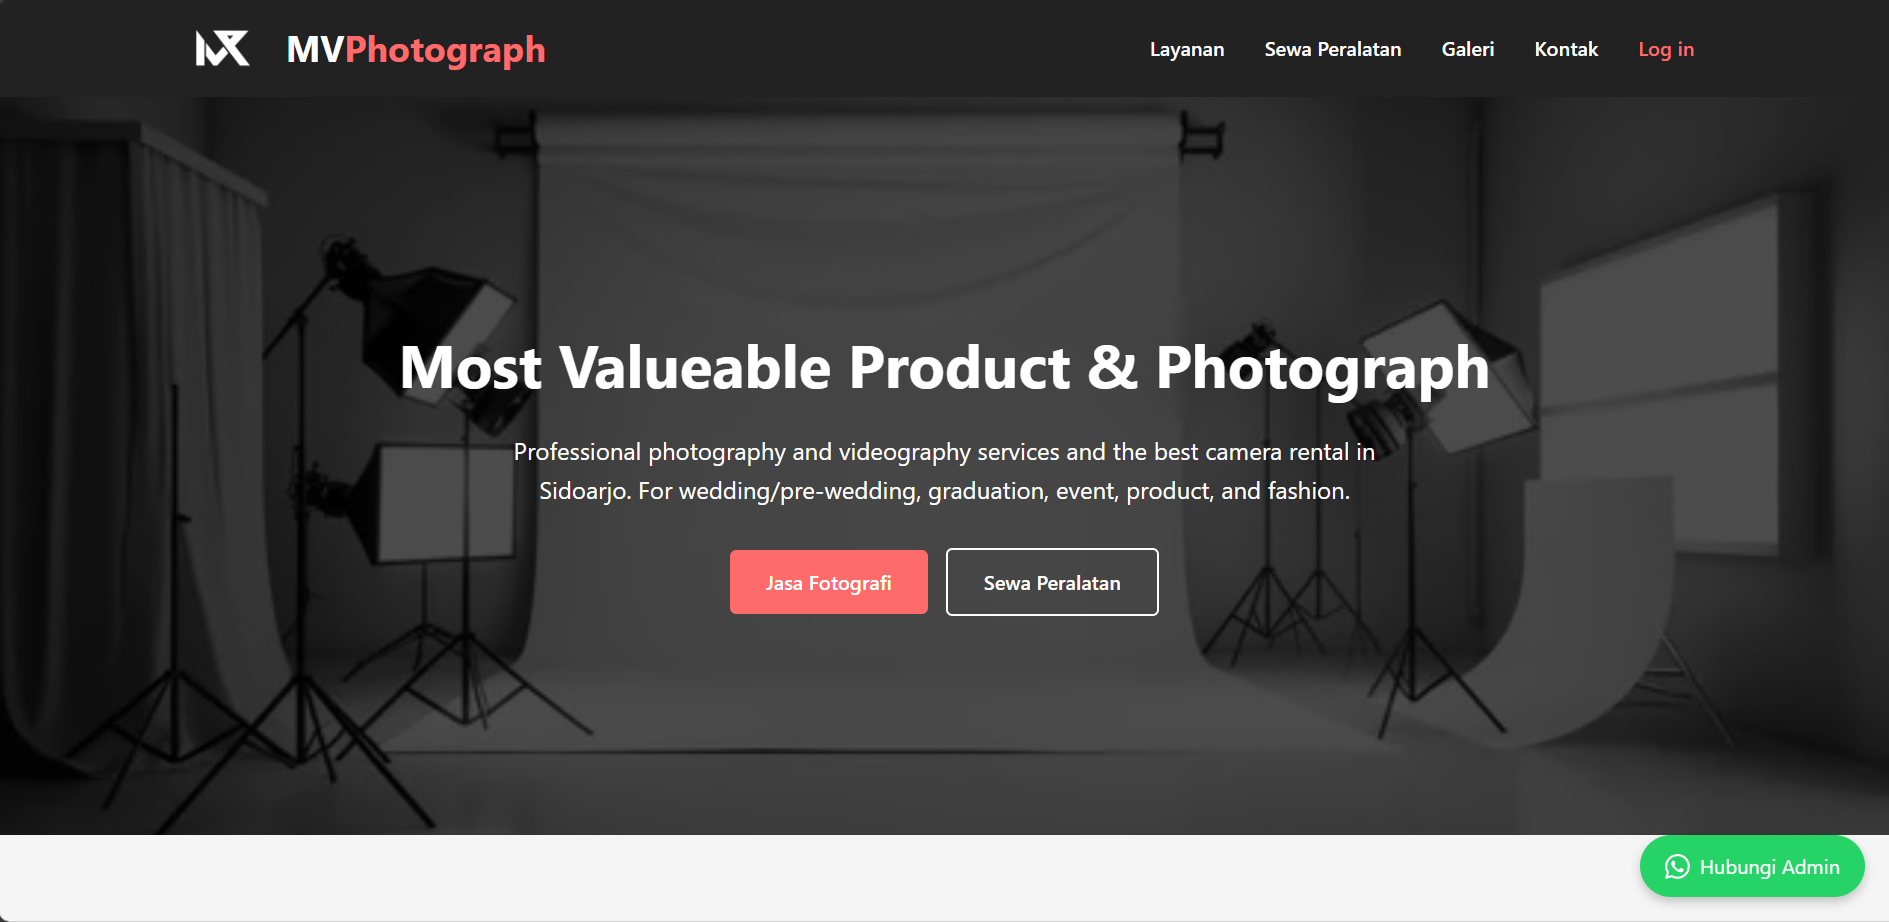 MVPhotograph
Layanan
Sewa Peralatan
Galeri
Kontak
Log in
Most Valueable Product & Photograph
Professional photography and videography services and the best camera rental in
Sidoarjo. For wedding/pre-wedding, graduation, event, product, and fashion.
Jasa Fotografi
Sewa Peralatan
Hubungi Admin